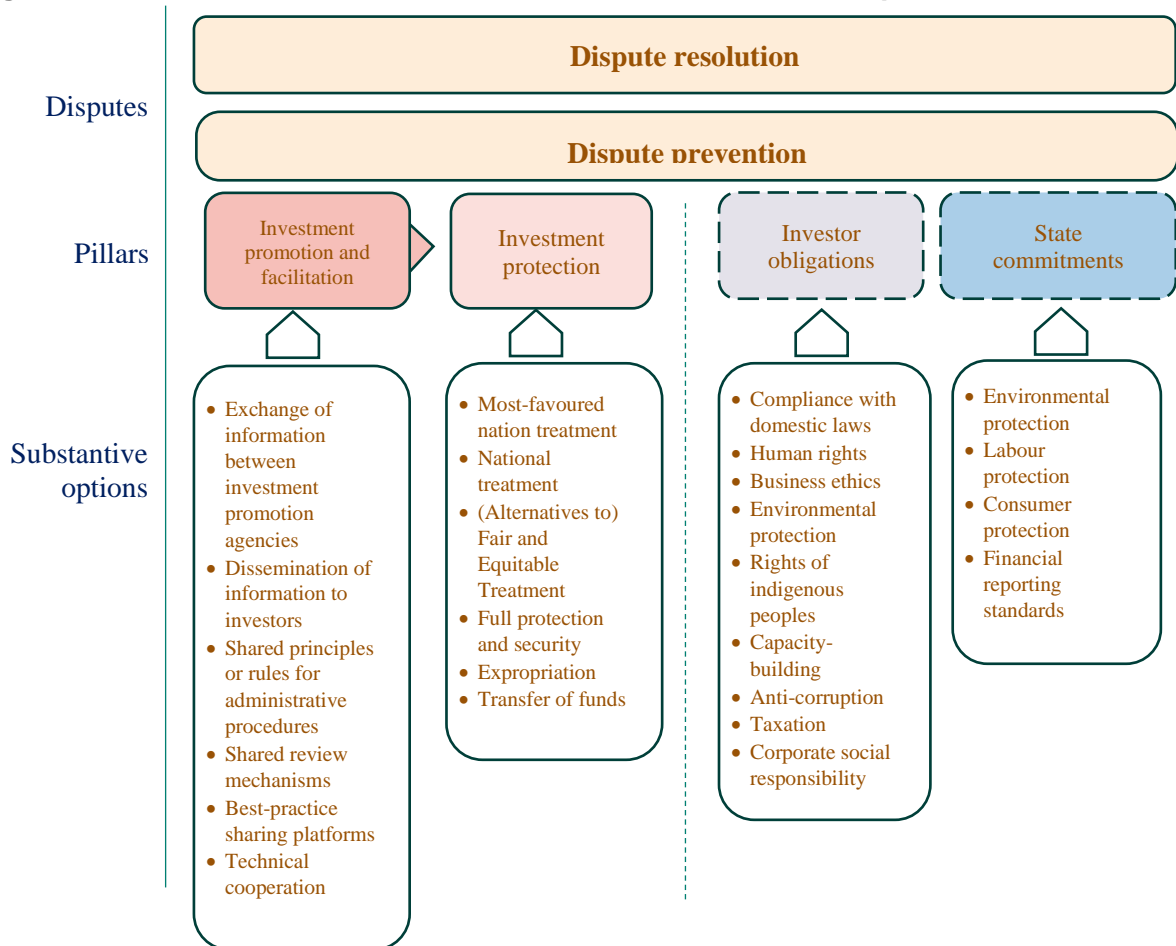 Dispute resolution
Disputes
Dispute prevention
Pillars
Investment
promotion and
facilitation
Investment
protection
Investor
obligations
State
commitments
Substantive
options
• Exchange of
information
between
investment
promotion
agencies
• Dissemination of
information to
investors
• Shared principles
or rules for
administrative
procedures
• Shared review
mechanisms
• Best-practice
sharing platforms
• Technical
cooperation
• Most-favoured
nation treatment
• National
treatment
• (Alternatives to)
Fair and
Equitable
Treatment
• Full protection
and security
• Expropriation
• Transfer of funds
• Compliance with
domestic laws
• Human rights
• Business ethics
• Environmental
protection
• Rights of
indigenous
peoples
• Capacity-
building
• Anti-corruption
• Taxation
• Corporate social
responsibility
• Environmental
protection
• Labour
protection
• Consumer
protection
• Financial
reporting
standards